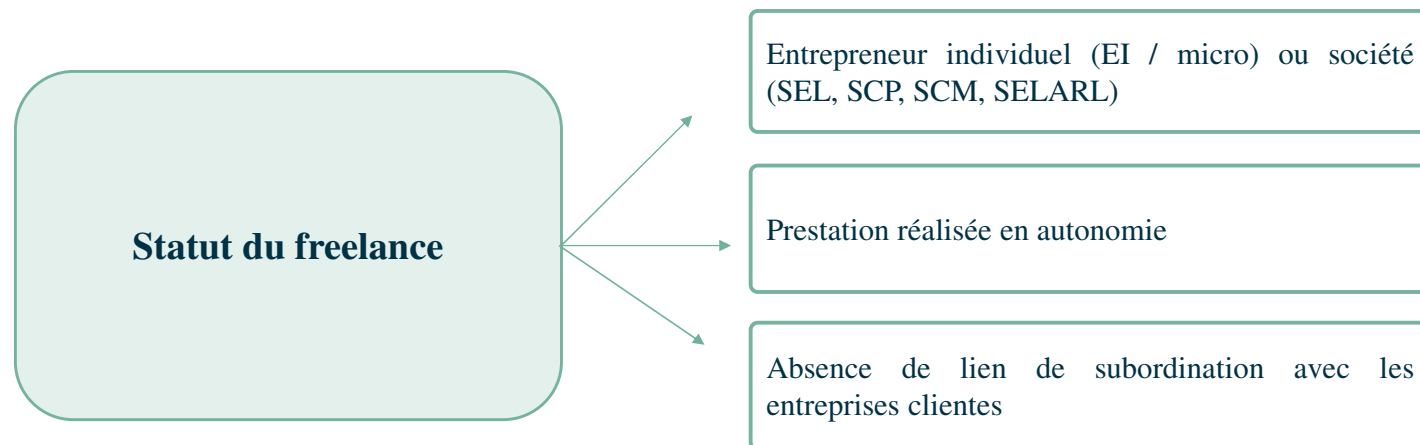 Statut du freelance
Entrepreneur individuel (EI / micro) ou société
(SEL, SCP, SCM, SELARL)
Prestation réalisée en autonomie
Absence de lien de subordination avec les
entreprises clientes